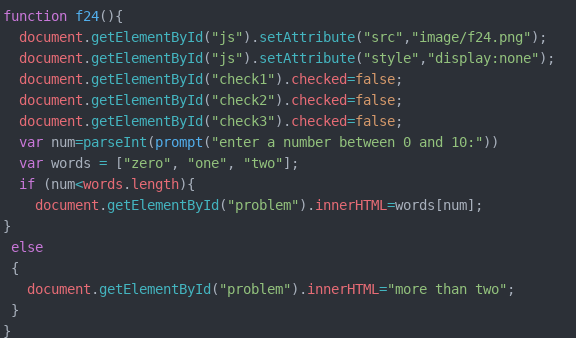 function f24(){
  document.getElementById("js").setAttribute("src","image/f24.png");
  document.getElementById("js").setAttribute("style","display:none");
  document.getElementById("check1").checked=false;
  document.getElementById("check2").checked=false;
  document.getElementById("check3").checked=false;
  var num=parseInt(prompt("enter a number between 0 and 10:"))
  var words = ["zero", "one", "two"];
  if (num<words.length){
    document.getElementById("problem").innerHTML=words[num];
}
 else
 {
   document.getElementById("problem").innerHTML="more than two";
 }
}